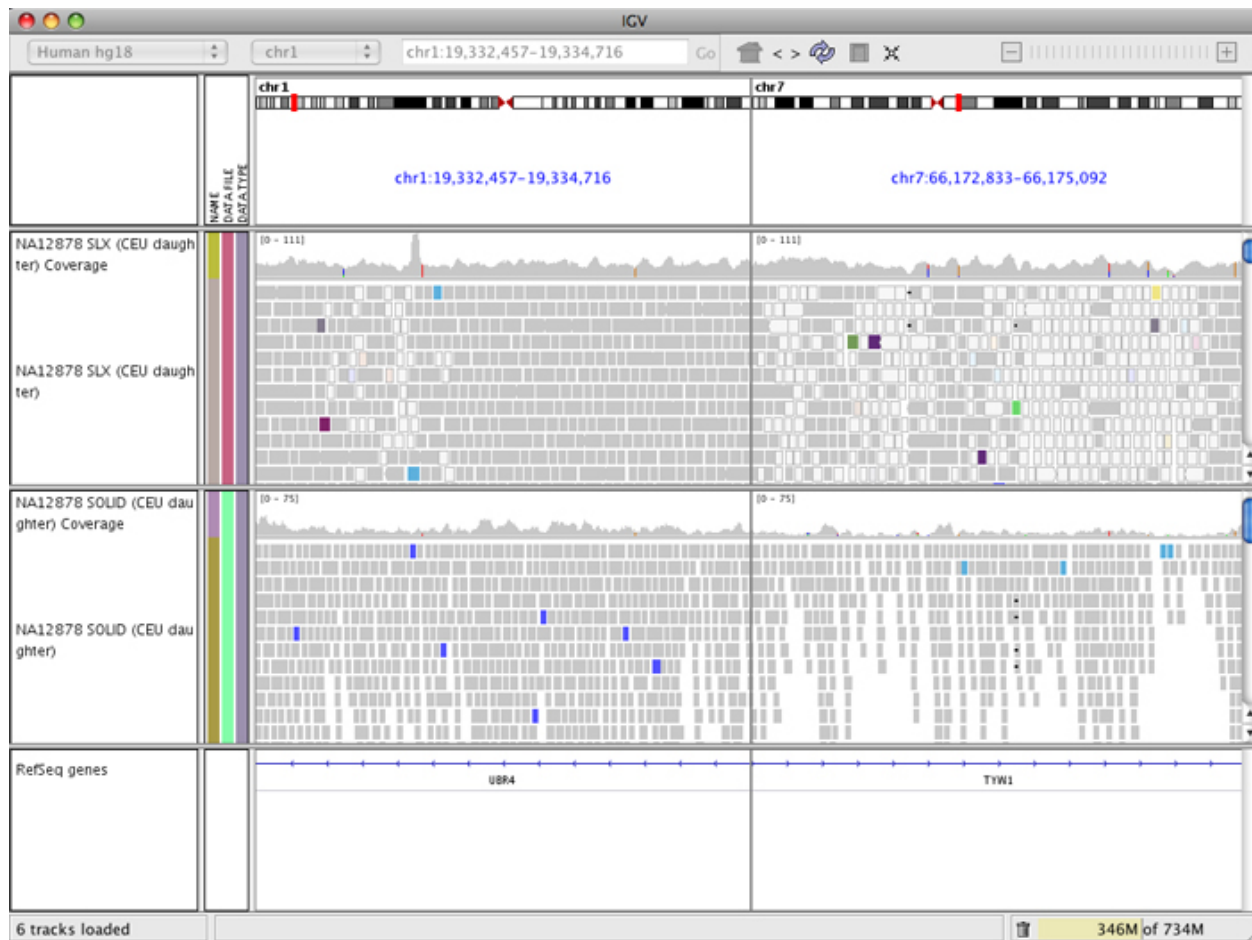 IGV
Human hg18
chr1
chr1:19,332,457-19,334,716
Go
chr1
chr7
chr1:19,332,457-19,334,716
chr7:66,172,833-66,175,092
NAME
DATA FILE
DATA TYPE
NA12878 SLX (CEU daugh
ter) Coverage
[0 - 111]
[0 - 111]
NA12878 SLX (CEU daugh
ter)
NA12878 SOLID (CEU dau
ghter) Coverage
[0 - 75]
[0 - 75]
NA12878 SOLID (CEU dau
ghter)
RefSeq genes
UBR4
TYW1
6 tracks loaded
346M of 734M